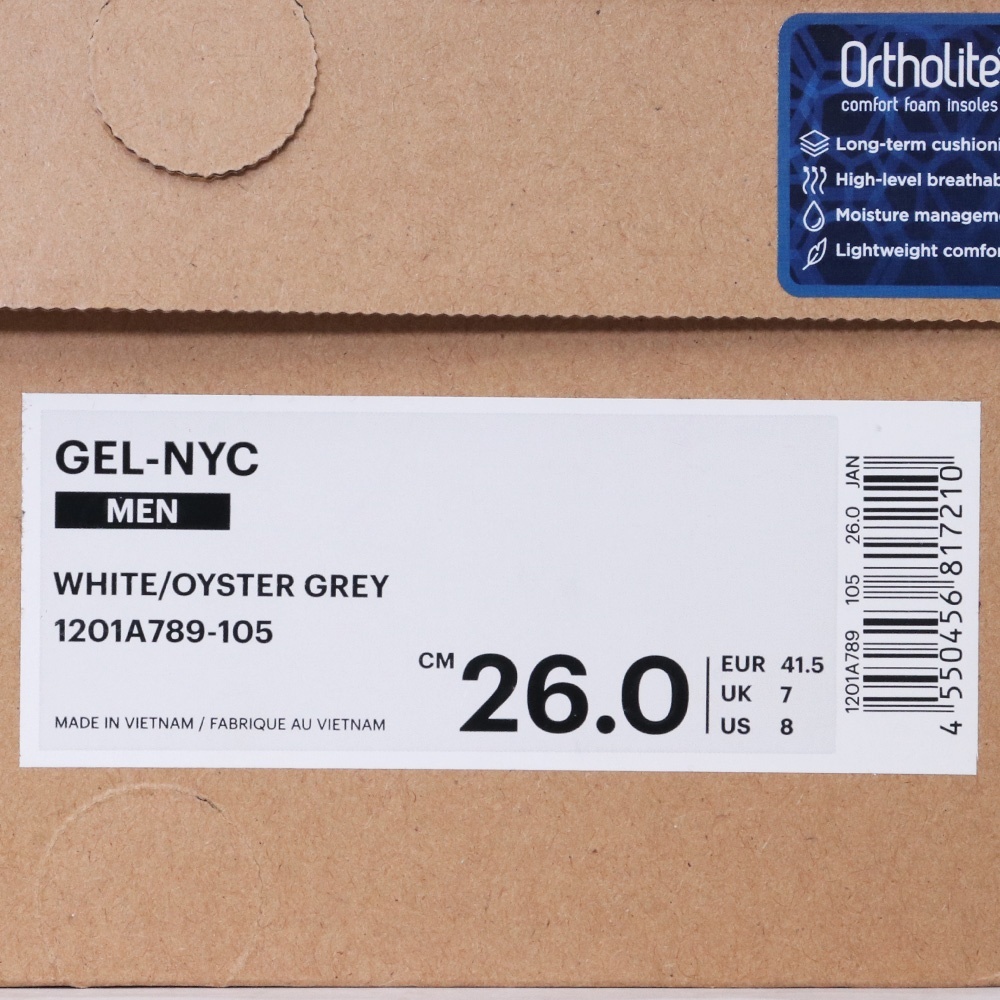 Ortholite
comfort foam insoles
Long-term cushioni
High-level breathab
Moisture managem
Lightweight comfor
GEL-NYC
MEN
WHITE/OYSTER GREY
1201A789-105
MADE IN VIETNAM / FABRIQUE AU VIETNAM
CM 26.0
EUR 41.5
UK 7
US 8
1201A789 105 26.0 JAN
4 550456 817210